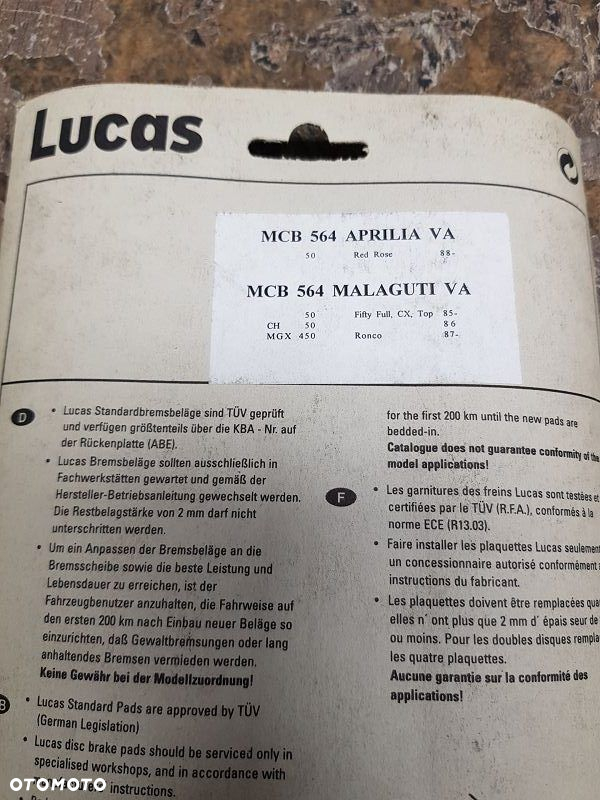 Lucas
MCB 564 APRILIA VA
50 Red Rose 88-
MCB 564 MALAGUTI VA
50 Fifty Full, CX, Top 85-
CH 50 86
MGX 450 Ronco 87-
D
• Lucas Standardbremsbeläge sind TÜV geprüft
und verfügen größtenteils über die KBA - Nr. auf
der Rückenplatte (ABE).
• Lucas Bremsbeläge sollten ausschließlich in
Fachwerkstätten gewartet und gemäß der
Hersteller-Betriebsanleitung gewechselt werden.
Die Restbelagstärke von 2 mm darf nicht
unterschritten werden.
• Um ein Anpassen der Bremsbeläge an die
Bremsscheibe sowie die beste Leistung und
Lebensdauer zu erreichen, ist der
Fahrzeugbenutzer anzuhalten, die Fahrweise auf
den ersten 200 km nach Einbau neuer Beläge so
einzurichten, daß Gewaltbremsungen oder lang
anhaltendes Bremsen vermieden werden.
Keine Gewähr bei der Modellzuordnung!
• Lucas Standard Pads are approved by TÜV
(German Legislation)
• Lucas disc brake pads should be serviced only in
specialised workshops, and in accordance with
instructions.
for the first 200 km until the new pads are
bedded-in.
Catalogue does not guarantee conformity of the
model applications!
F
• Les garnitures des freins Lucas sont testées et
certifiées par le TÜV (R.F.A.), conformés à la
norme ECE (R13.03).
• Faire installer les plaquettes Lucas seulement
un concessionnaire autorisé conformément
instructions du fabricant.
• Les plaquettes doivent être remplacées
elles n´ ont plus que 2 mm d´ épais seur de
ou moins. Pour les doubles disques
les quatre plaquettes.
Aucune garantie sur la conformité des
applications!
OTOMOTO